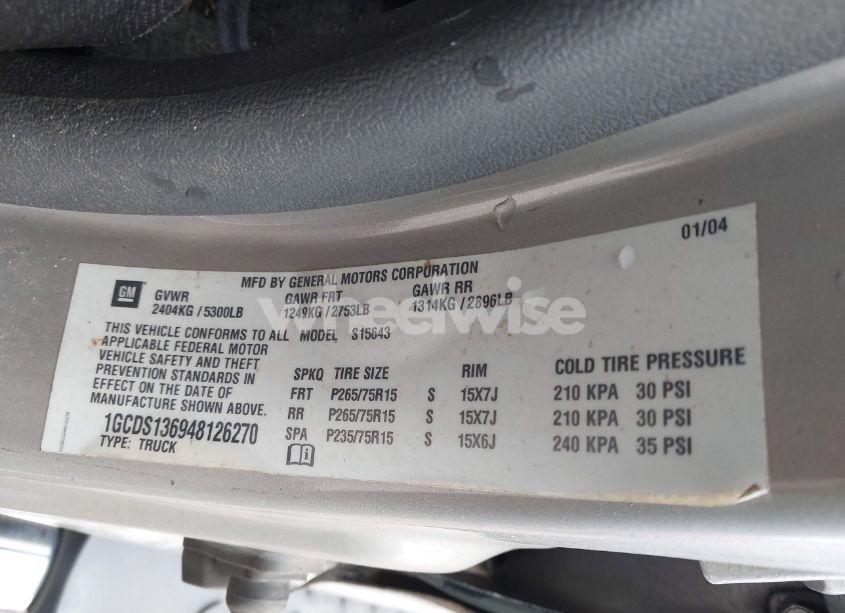 01/04
MFD BY GENERAL MOTORS CORPORATION
GM
GVWR GAWR FRT GAWR RR
2404KG / 5300LB 1249KG / 2753LB 1314KG / 2896LB
THIS VEHICLE CONFORMS TO ALL MODEL S15643
APPLICABLE FEDERAL MOTOR
VEHICLE SAFETY AND THEFT
PREVENTION STANDARDS IN
EFFECT ON THE DATE OF
MANUFACTURE SHOWN ABOVE.
1GCDS136948126270
TYPE: TRUCK
SPKQ TIRE SIZE RIM COLD TIRE PRESSURE
FRT P265/75R15 S 15X7J 210 KPA 30 PSI
RR P265/75R15 S 15X7J 210 KPA 30 PSI
SPA P235/75R15 S 15X6J 240 KPA 35 PSI
wheelwise